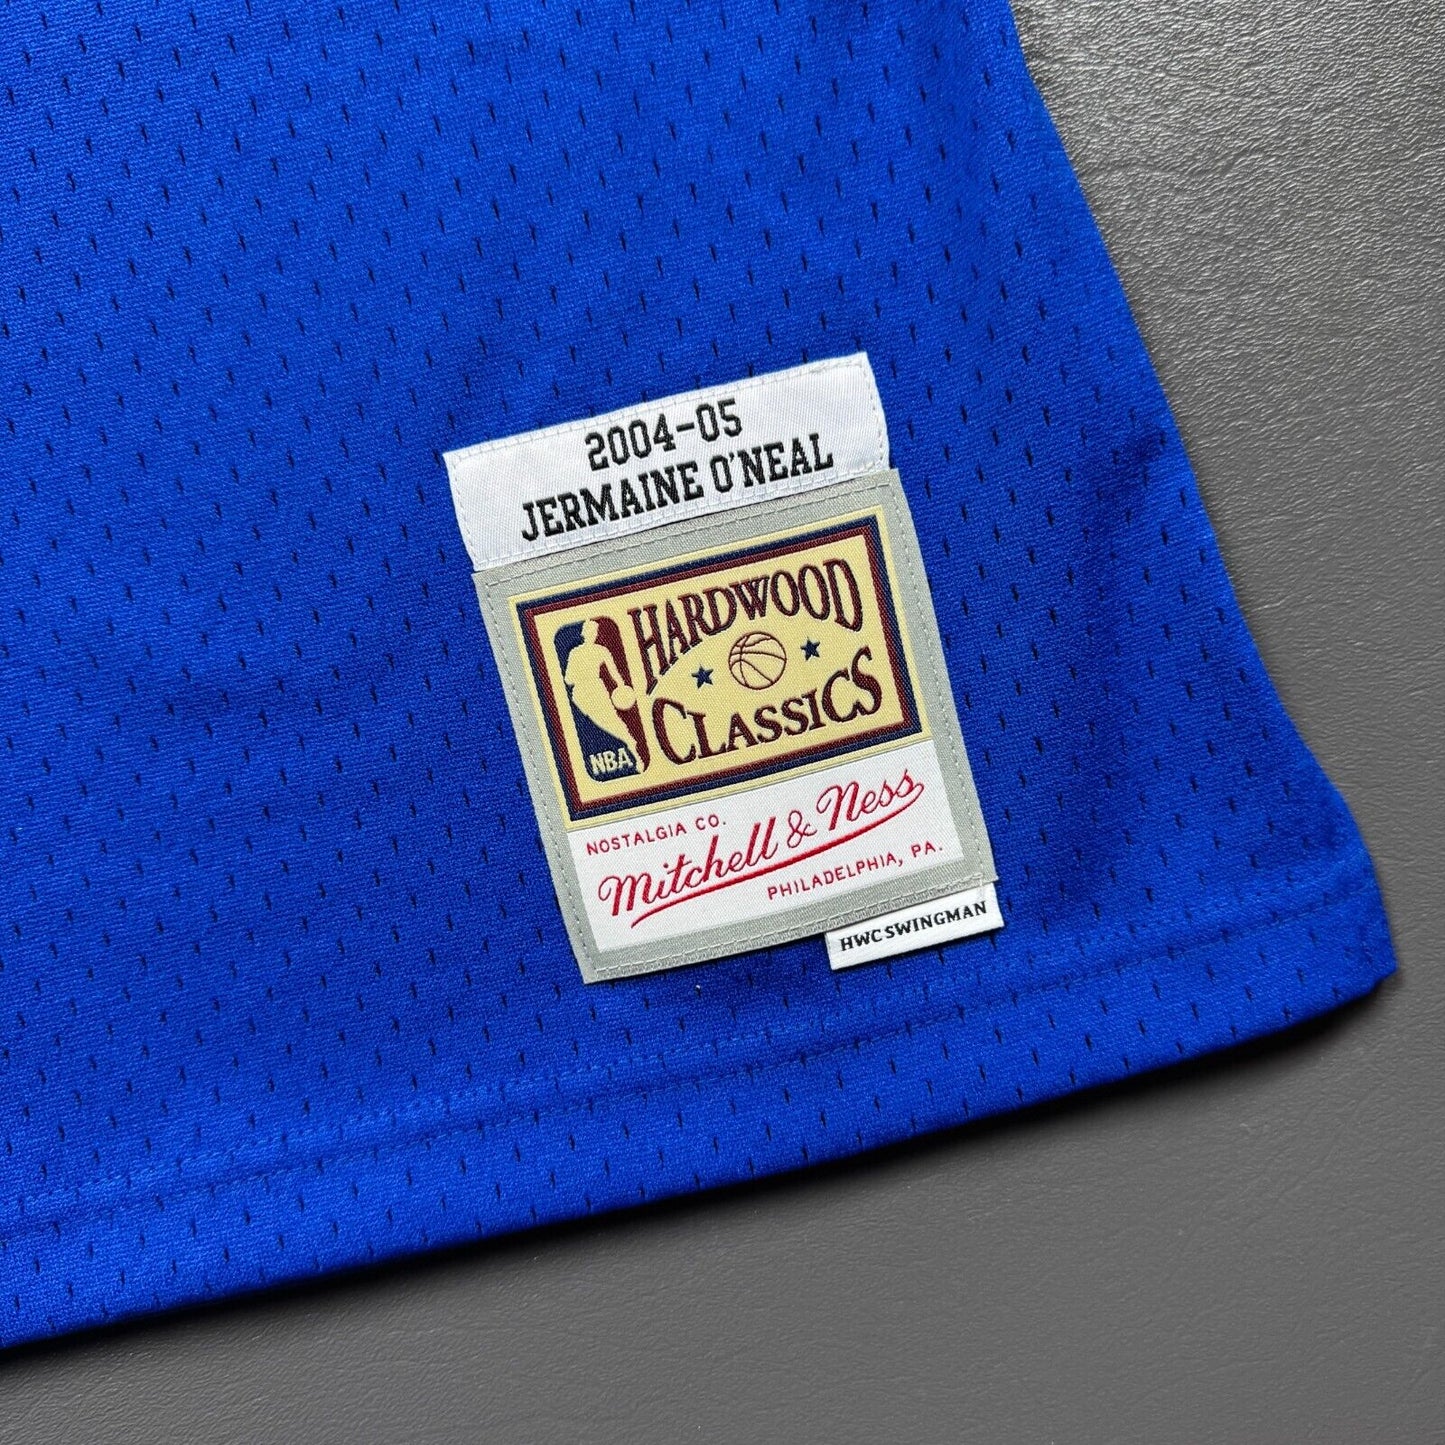 2004-05
JERMAINE O'NEAL
HARDWOOD
CLASSICS
NBA
NOSTALGIA CO.
Mitchell & Ness
PHILADELPHIA, PA.
HWC SWINGMAN